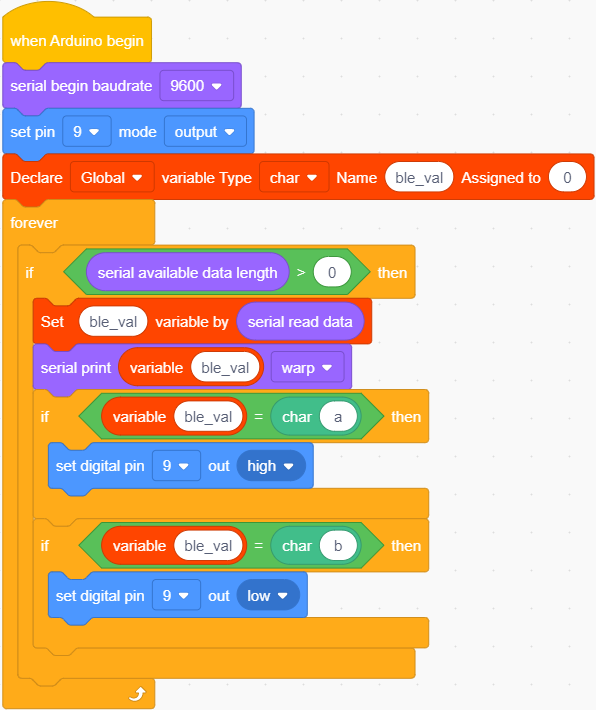 when Arduino begin
serial begin baudrate 9600
set pin 9 mode output
Declare Global variable Type char Name ble_val Assigned to 0
forever
if serial available data length > 0 then
Set ble_val variable by serial read data
serial print variable ble_val warp
if variable ble_val = char a then
set digital pin 9 out high
if variable ble_val = char b then
set digital pin 9 out low